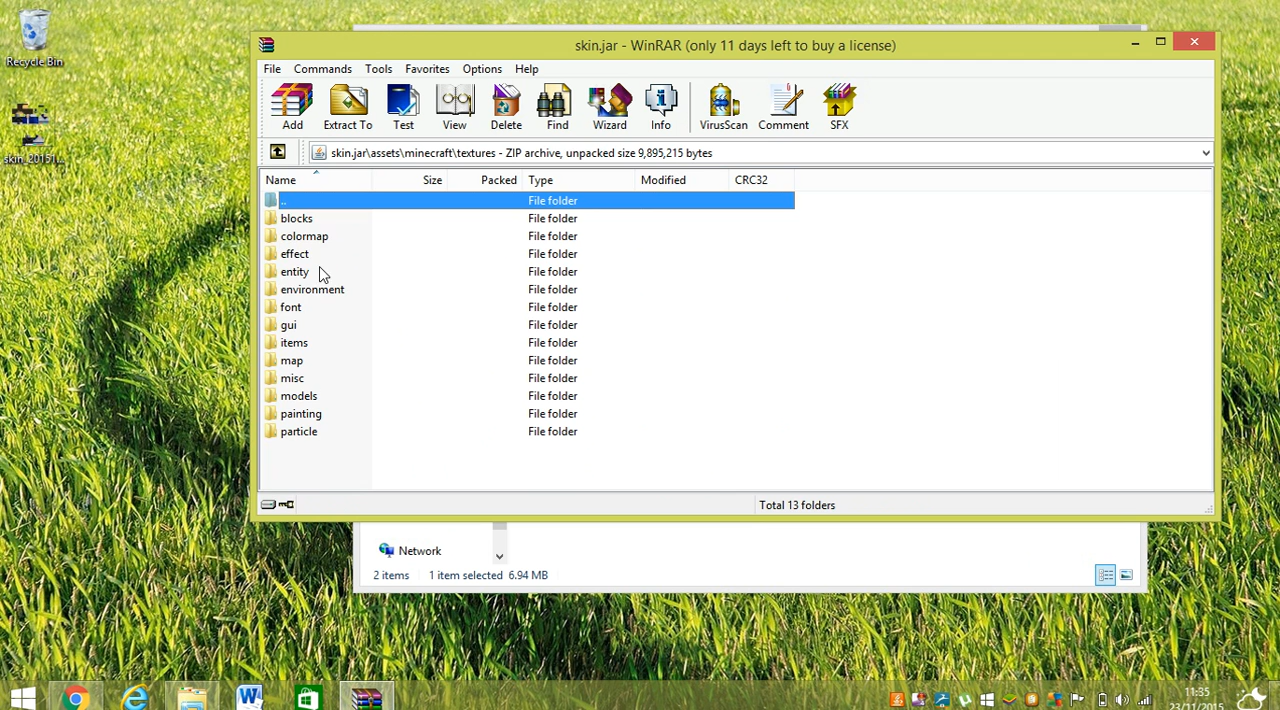 Recycle Bin
skin_20151...
skin.jar - WinRAR (only 11 days left to buy a license)
File Commands Tools Favorites Options Help
Add Extract To Test View Delete Find Wizard Info VirusScan Comment SFX
skin.jar\assets\minecraft\textures - ZIP archive, unpacked size 9,895,215 bytes
Name Size Packed Type Modified CRC32
.. File folder
blocks File folder
colormap File folder
effect File folder
entity File folder
environment File folder
font File folder
gui File folder
items File folder
map File folder
misc File folder
models File folder
painting File folder
particle File folder
Total 13 folders
Network
2 items 1 item selected 6.94 MB
11:35
23/11/2015